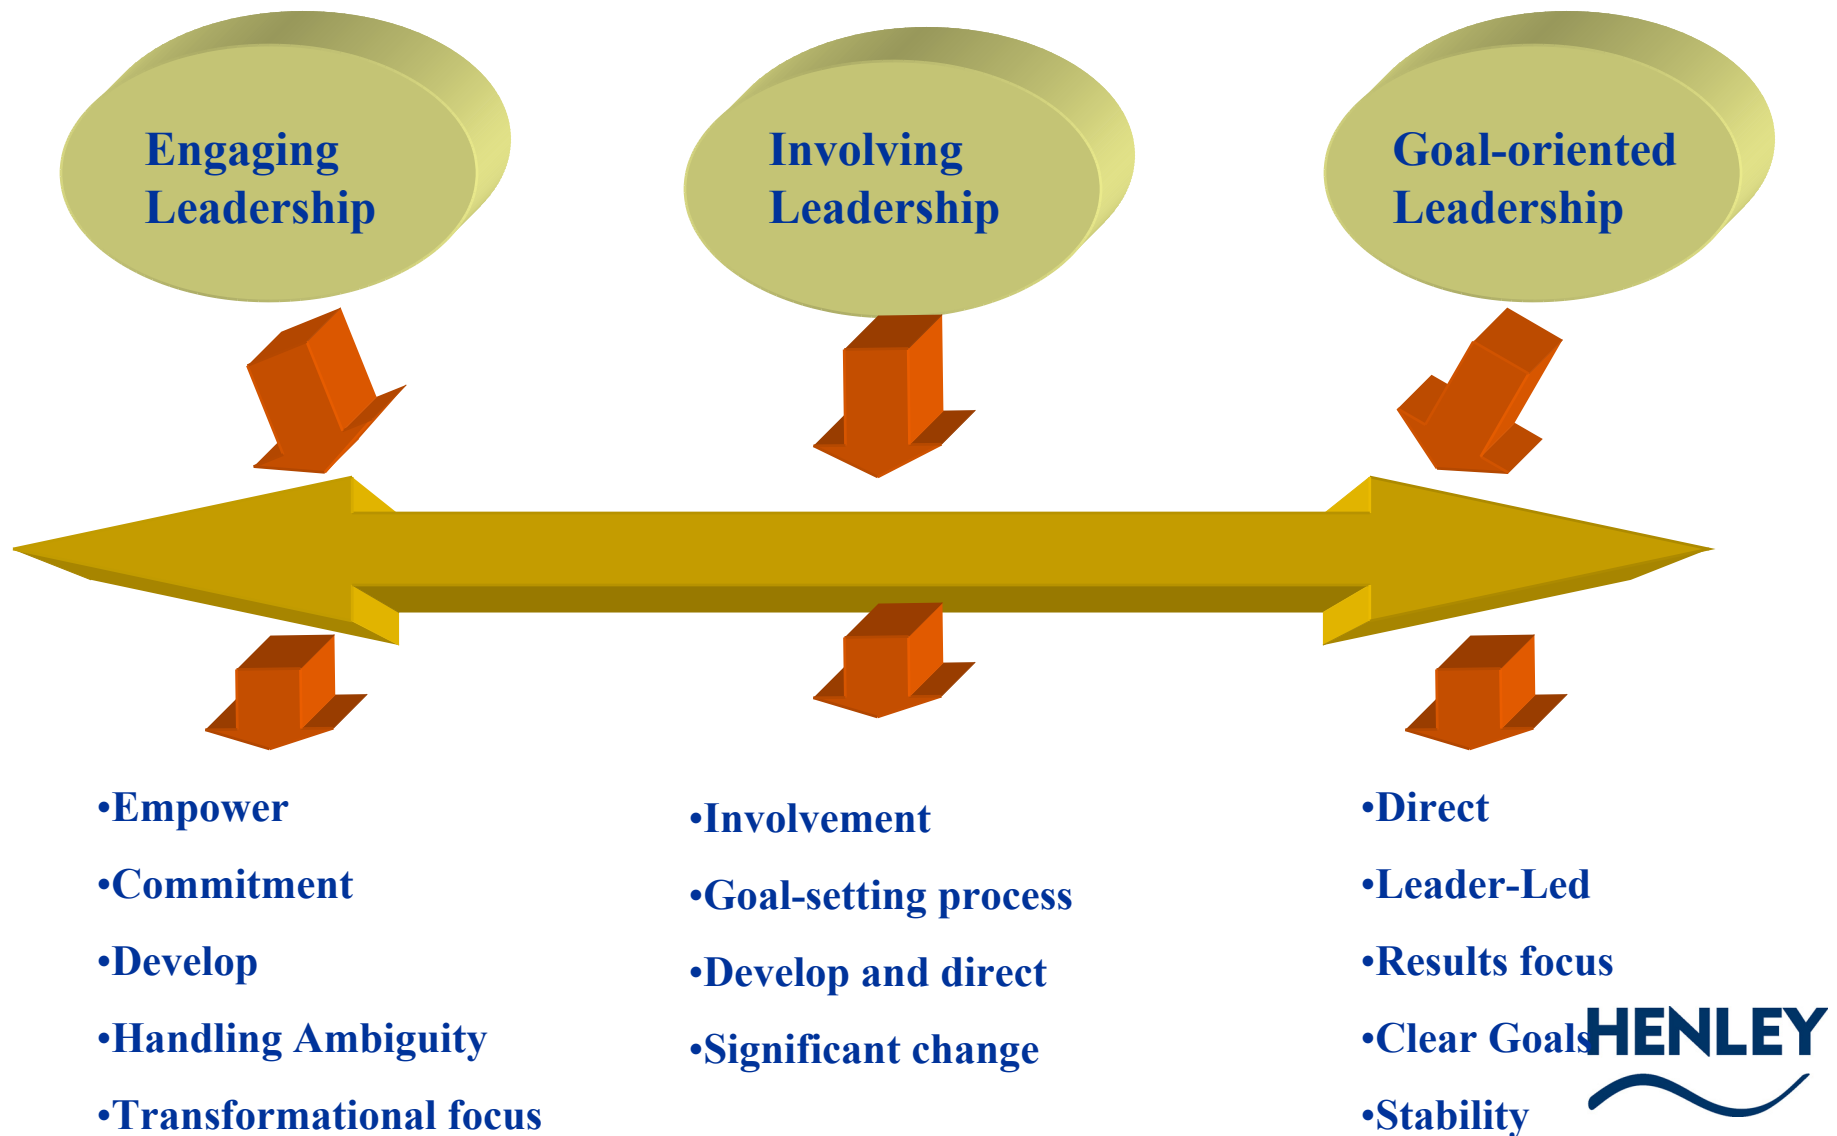 Engaging
Leadership
Involving
Leadership
Goal-oriented
Leadership
•Empower
•Commitment
•Develop
•Handling Ambiguity
•Transformational focus
•Involvement
•Goal-setting process
•Develop and direct
•Significant change
•Direct
•Leader-Led
•Results focus
•Clear Goals
•Stability
HENLEY